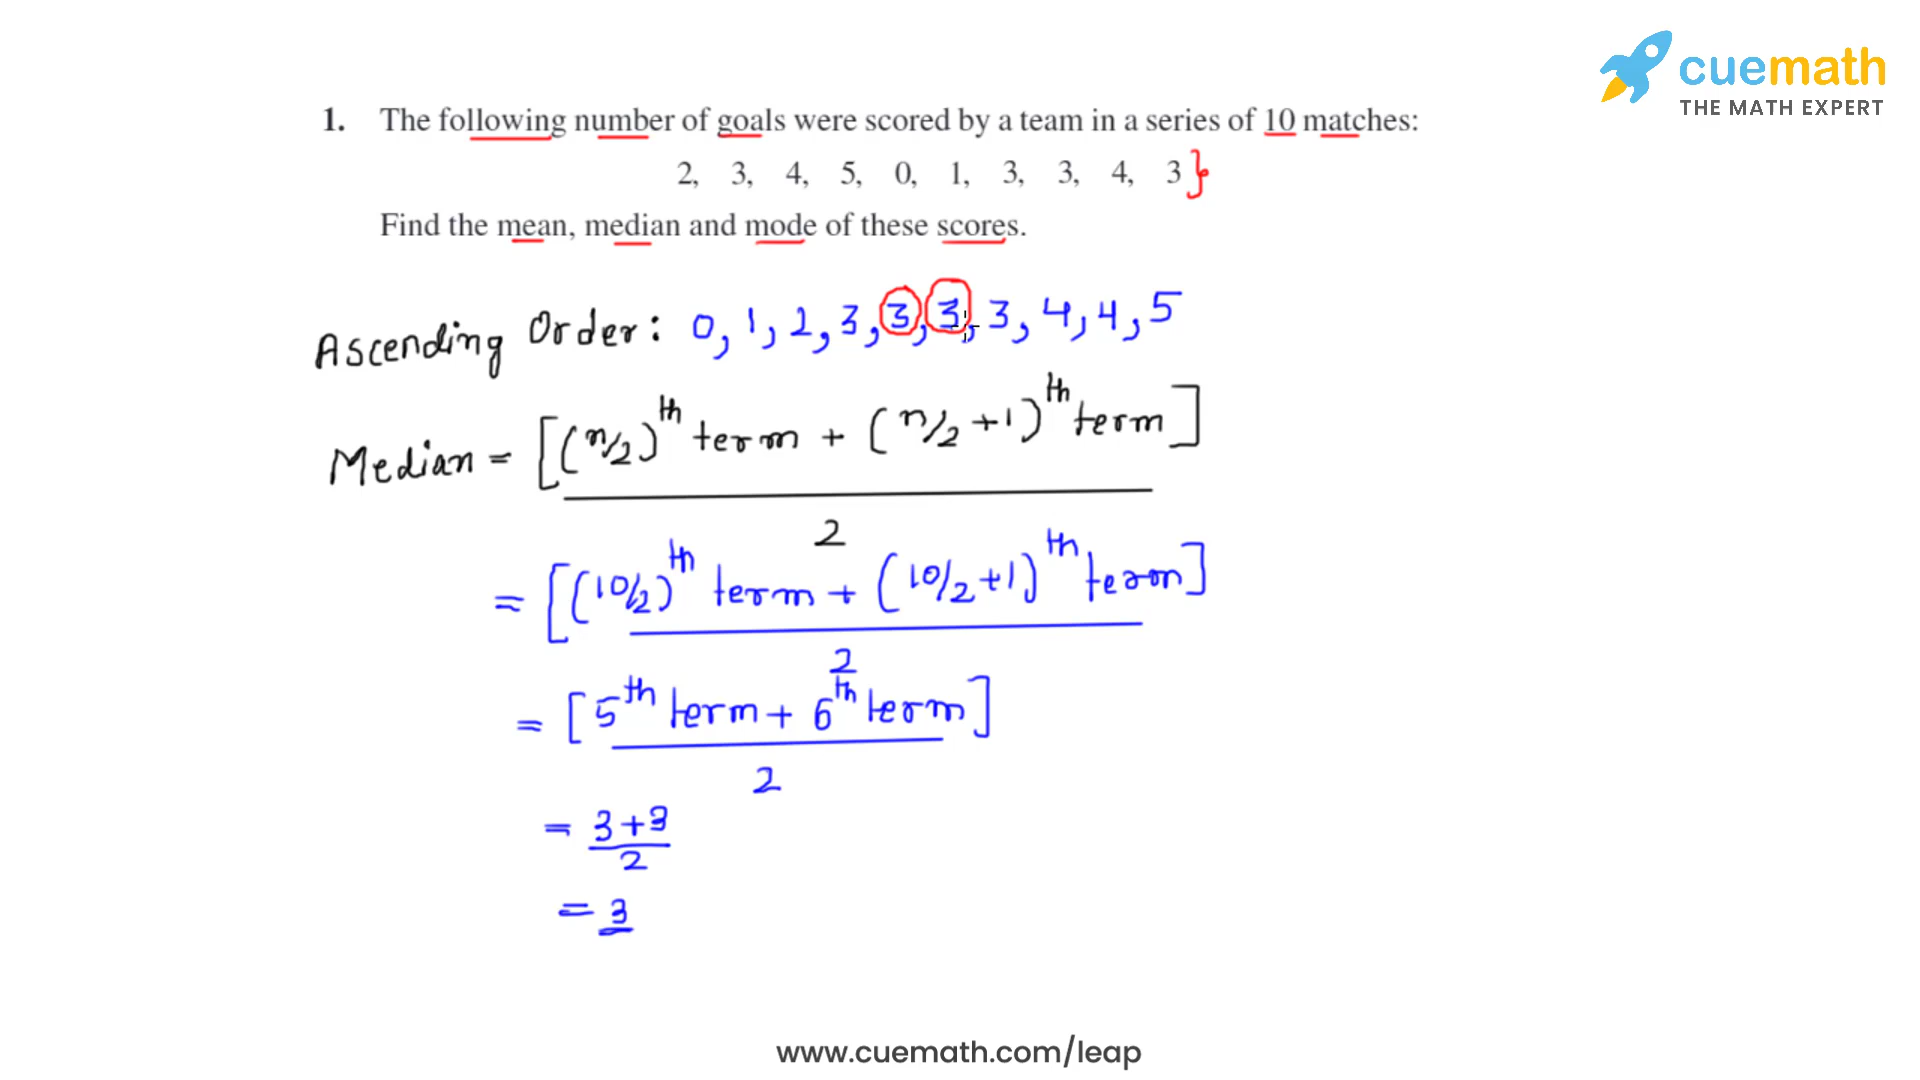 cuemath
THE MATH EXPERT
1. The following number of goals were scored by a team in a series of 10 matches:
2, 3, 4, 5, 0, 1, 3, 3, 4, 3}
Find the mean, median and mode of these scores.
Ascending Order: 0, 1, 2, 3, 3, 3, 3, 4, 4, 5
Median = [(n/2)th term + (n/2 + 1)th term]
2
= [(10/2)th term + (10/2 + 1)th term]
2
= [5th term + 6th term]
2
= 3 + 3
2
= 3
www.cuemath.com/leap